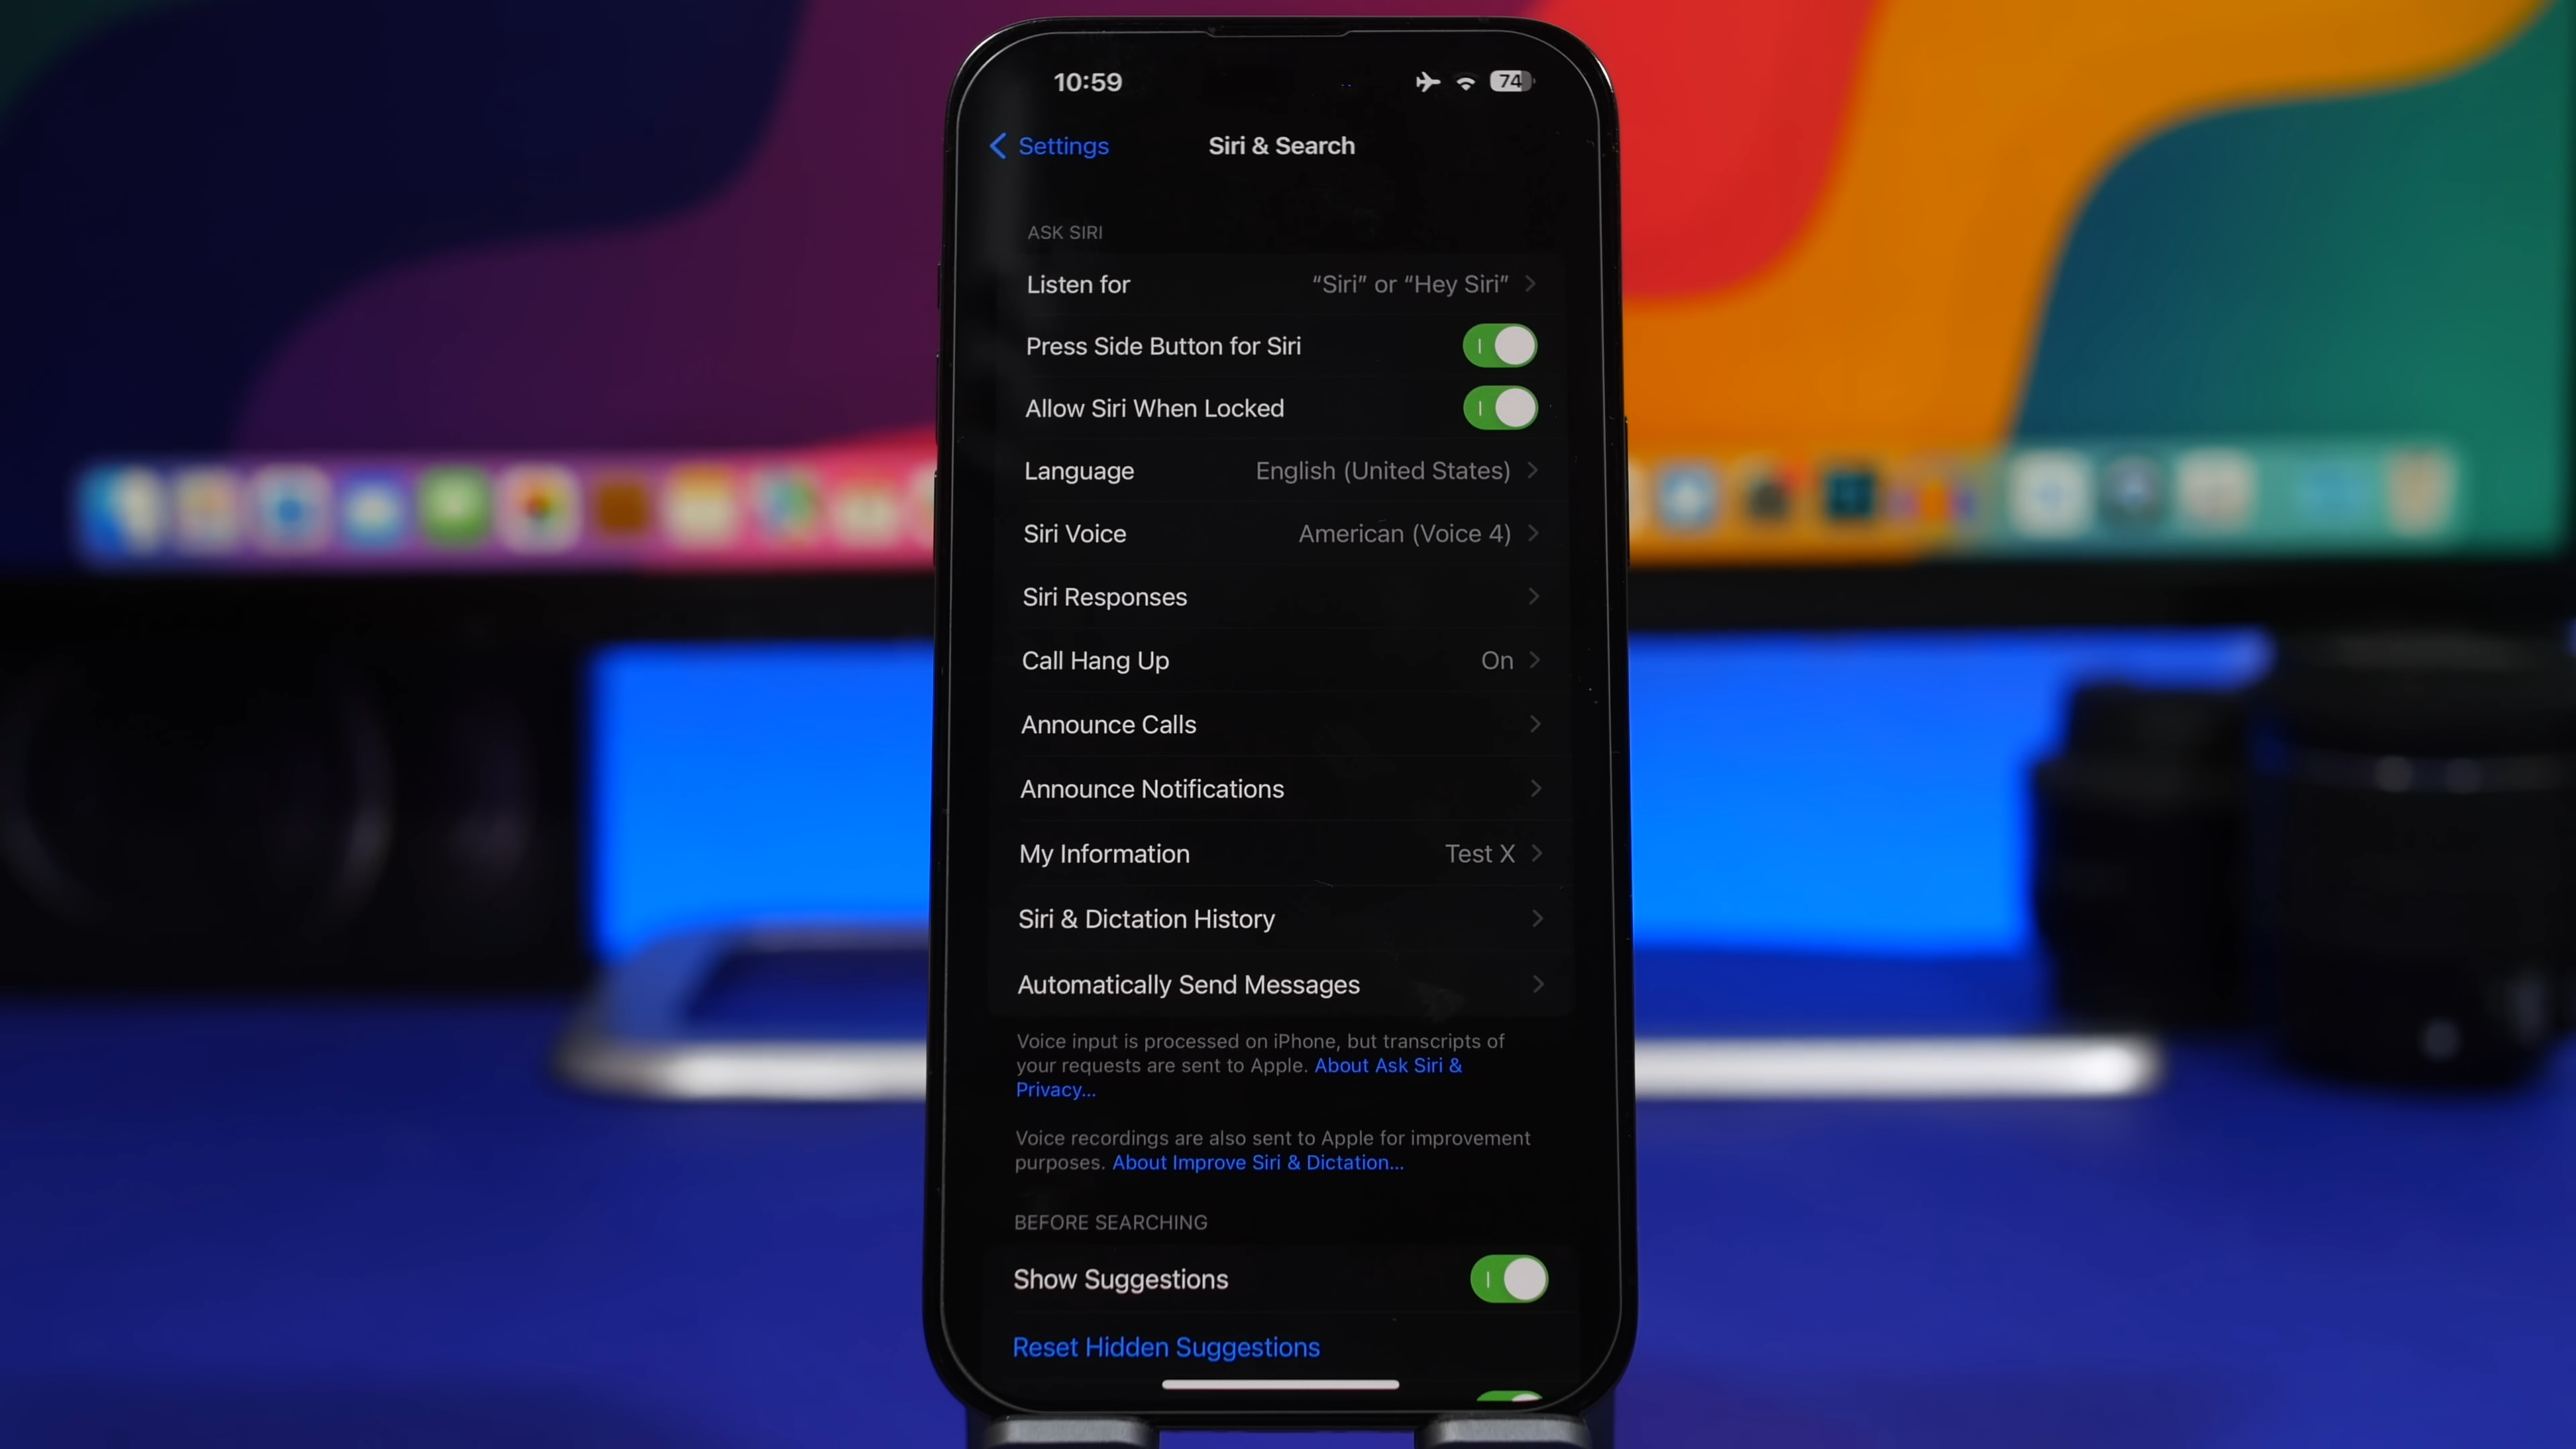 10:59
74
Settings
Siri & Search
ASK SIRI
Listen for “Siri” or “Hey Siri”
Press Side Button for Siri
Allow Siri When Locked
Language English (United States)
Siri Voice American (Voice 4)
Siri Responses
Call Hang Up On
Announce Calls
Announce Notifications
My Information Test X
Siri & Dictation History
Automatically Send Messages
Voice input is processed on iPhone, but transcripts of
your requests are sent to Apple. About Ask Siri &
Privacy...
Voice recordings are also sent to Apple for improvement
purposes. About Improve Siri & Dictation...
BEFORE SEARCHING
Show Suggestions
Reset Hidden Suggestions